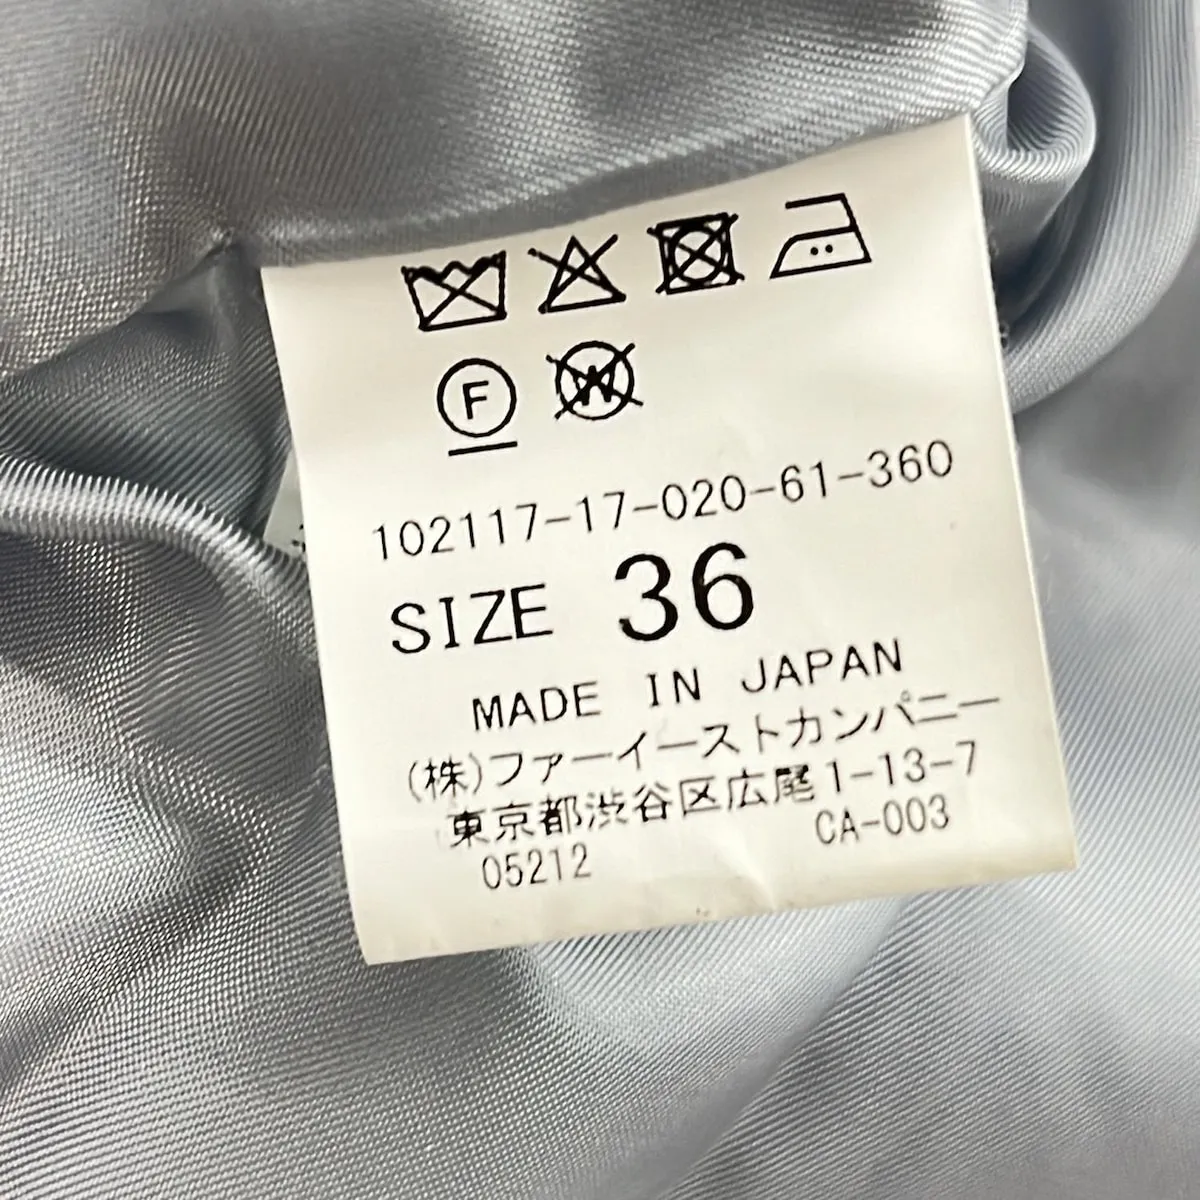 F W
102117-17-020-61-360
SIZE 36
MADE IN JAPAN
(株)ファーイーストカンパニー
東京都渋谷区広尾1-13-7
05212 CA-003